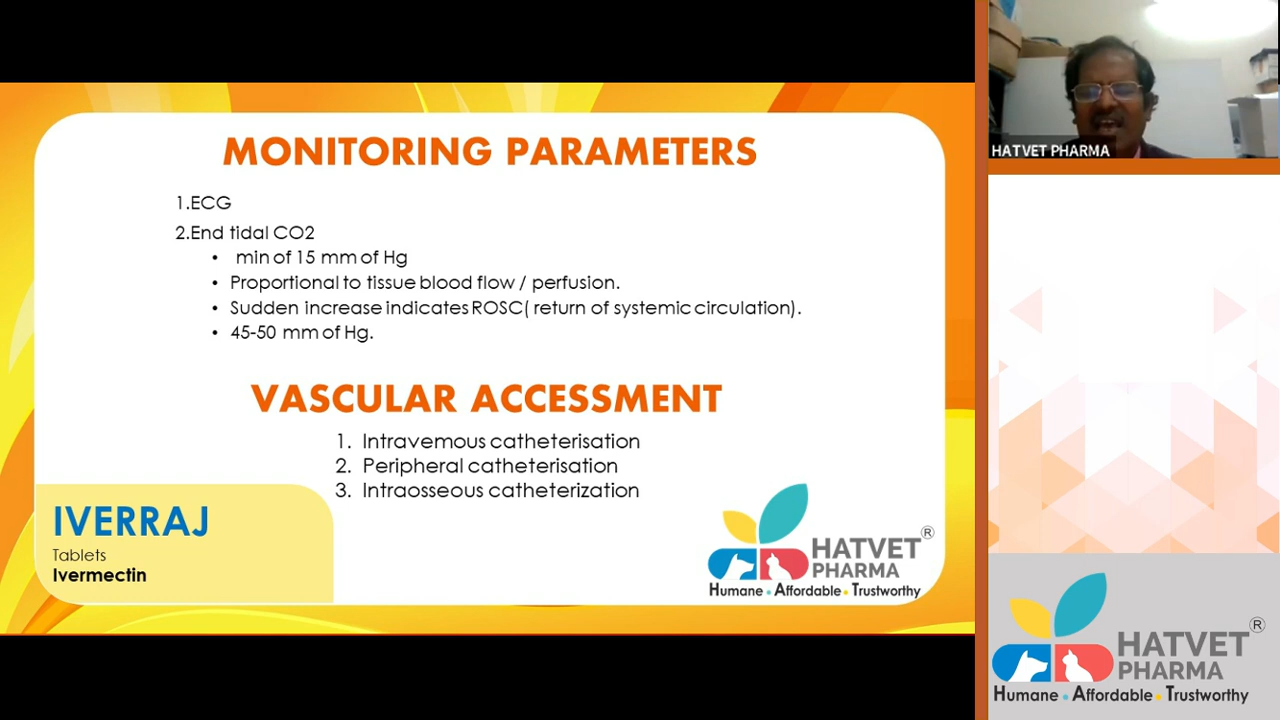 MONITORING PARAMETERS
1.ECG
2.End tidal CO2
• min of 15 mm of Hg
• Proportional to tissue blood flow / perfusion.
• Sudden increase indicates ROSC( return of systemic circulation).
• 45-50 mm of Hg.
VASCULAR ACCESSMENT
1. Intravemous catheterisation
2. Peripheral catheterisation
3. Intraosseous catheterization
IVERRAJ
Tablets
Ivermectin
HATVET ®
PHARMA
Humane • Affordable • Trustworthy
HATVET PHARMA
HATVET ®
PHARMA
Humane • Affordable • Trustworthy